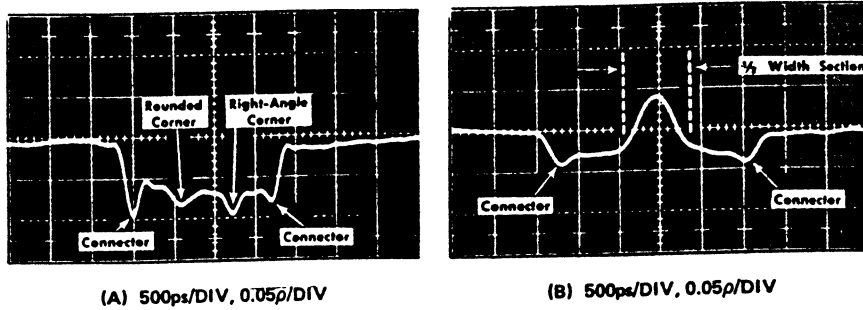 Rounded
Corner
Right-Angle
Corner
Connector
Connector
(A) 500ps/DIV, 0.05ρ/DIV
½ Width Section
Connector
Connector
(B) 500ps/DIV, 0.05ρ/DIV